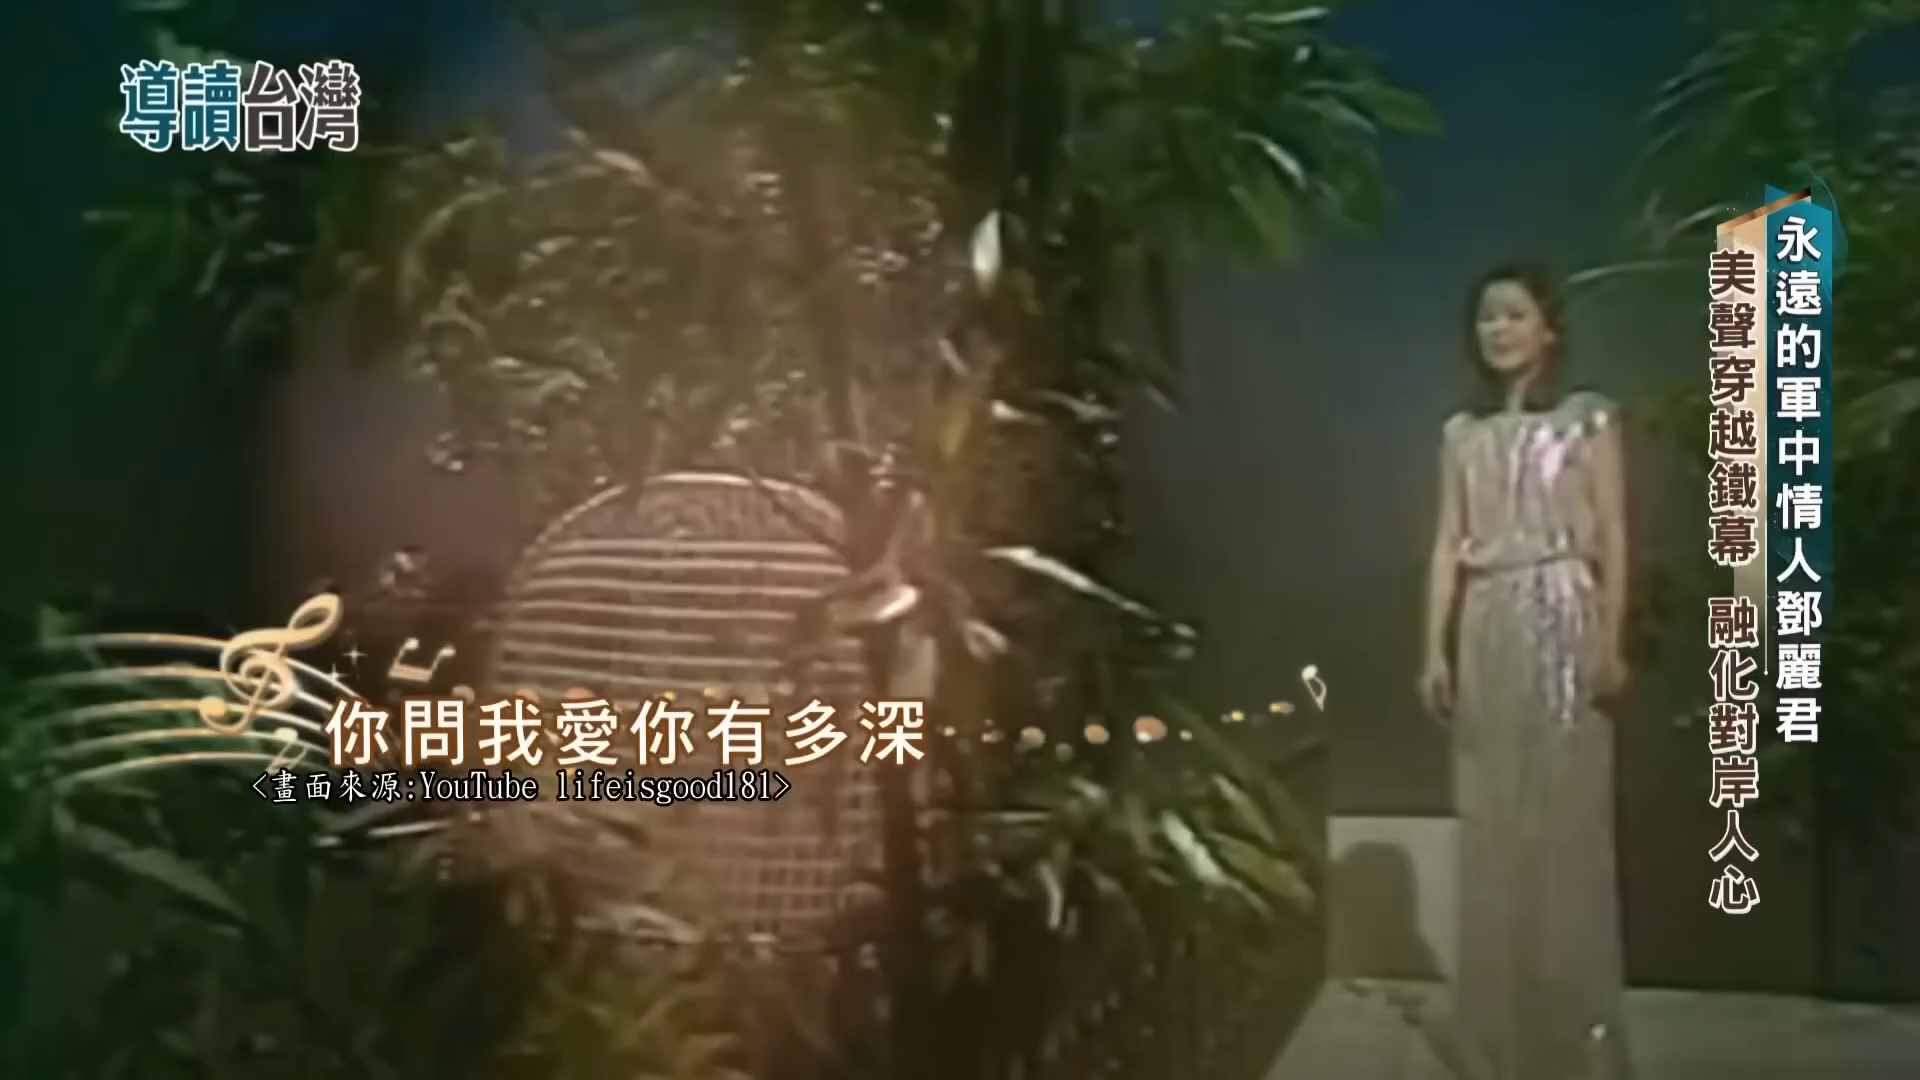 導讀台灣
永遠的軍中情人鄧麗君
美聲穿越鐵幕 融化對岸人心
你問我愛你有多深
<畫面來源:YouTube lifeisgood181>